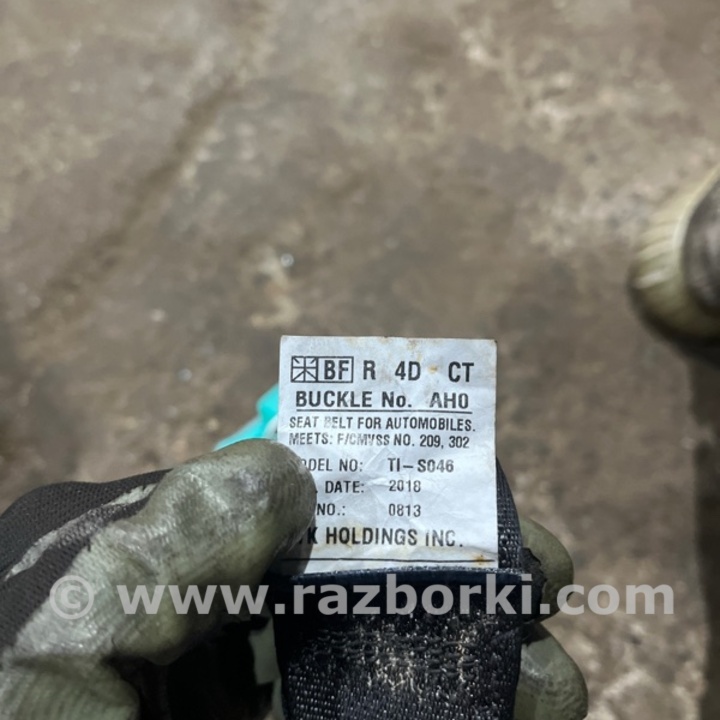 BF R 4D CT
BUCKLE No. AH0
SEAT BELT FOR AUTOMOBILES.
MEETS: F/CMVSS NO. 209, 302
NO: TI-S046
DATE: 2018
NO.: 0813
HOLDINGS INC.
© www.razborki.com